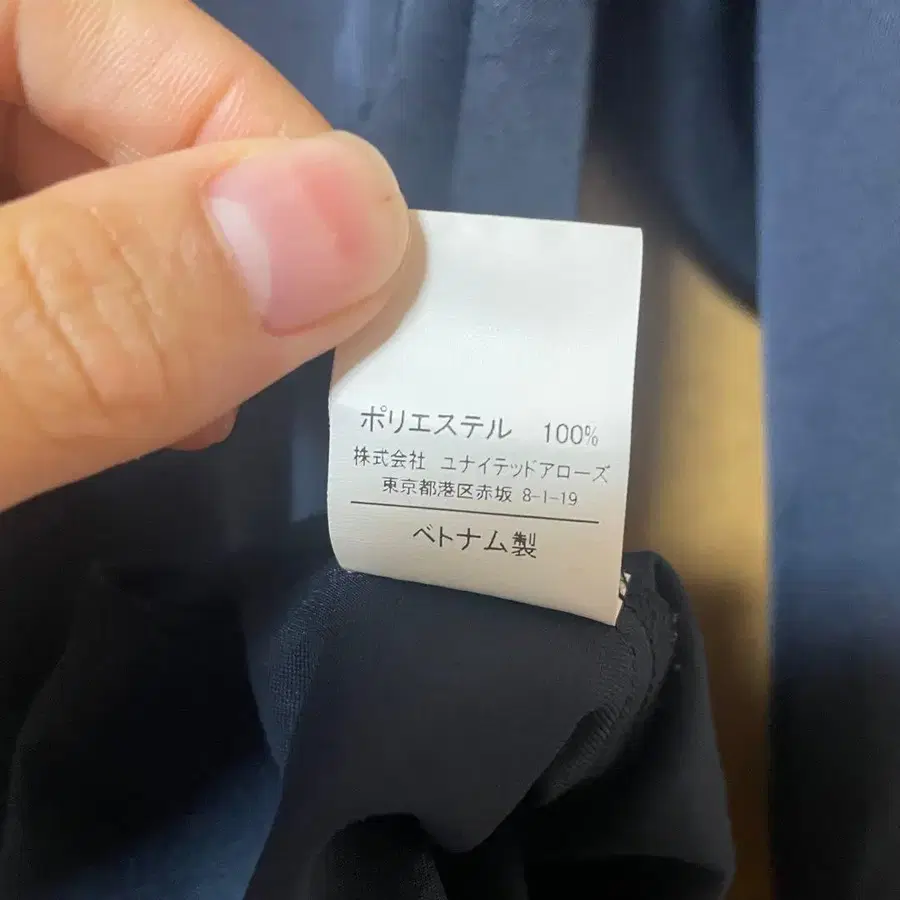 ポリエステル 100%
株式会社 ユナイテッドアローズ
東京都港区赤坂 8-1-19
ベトナム製